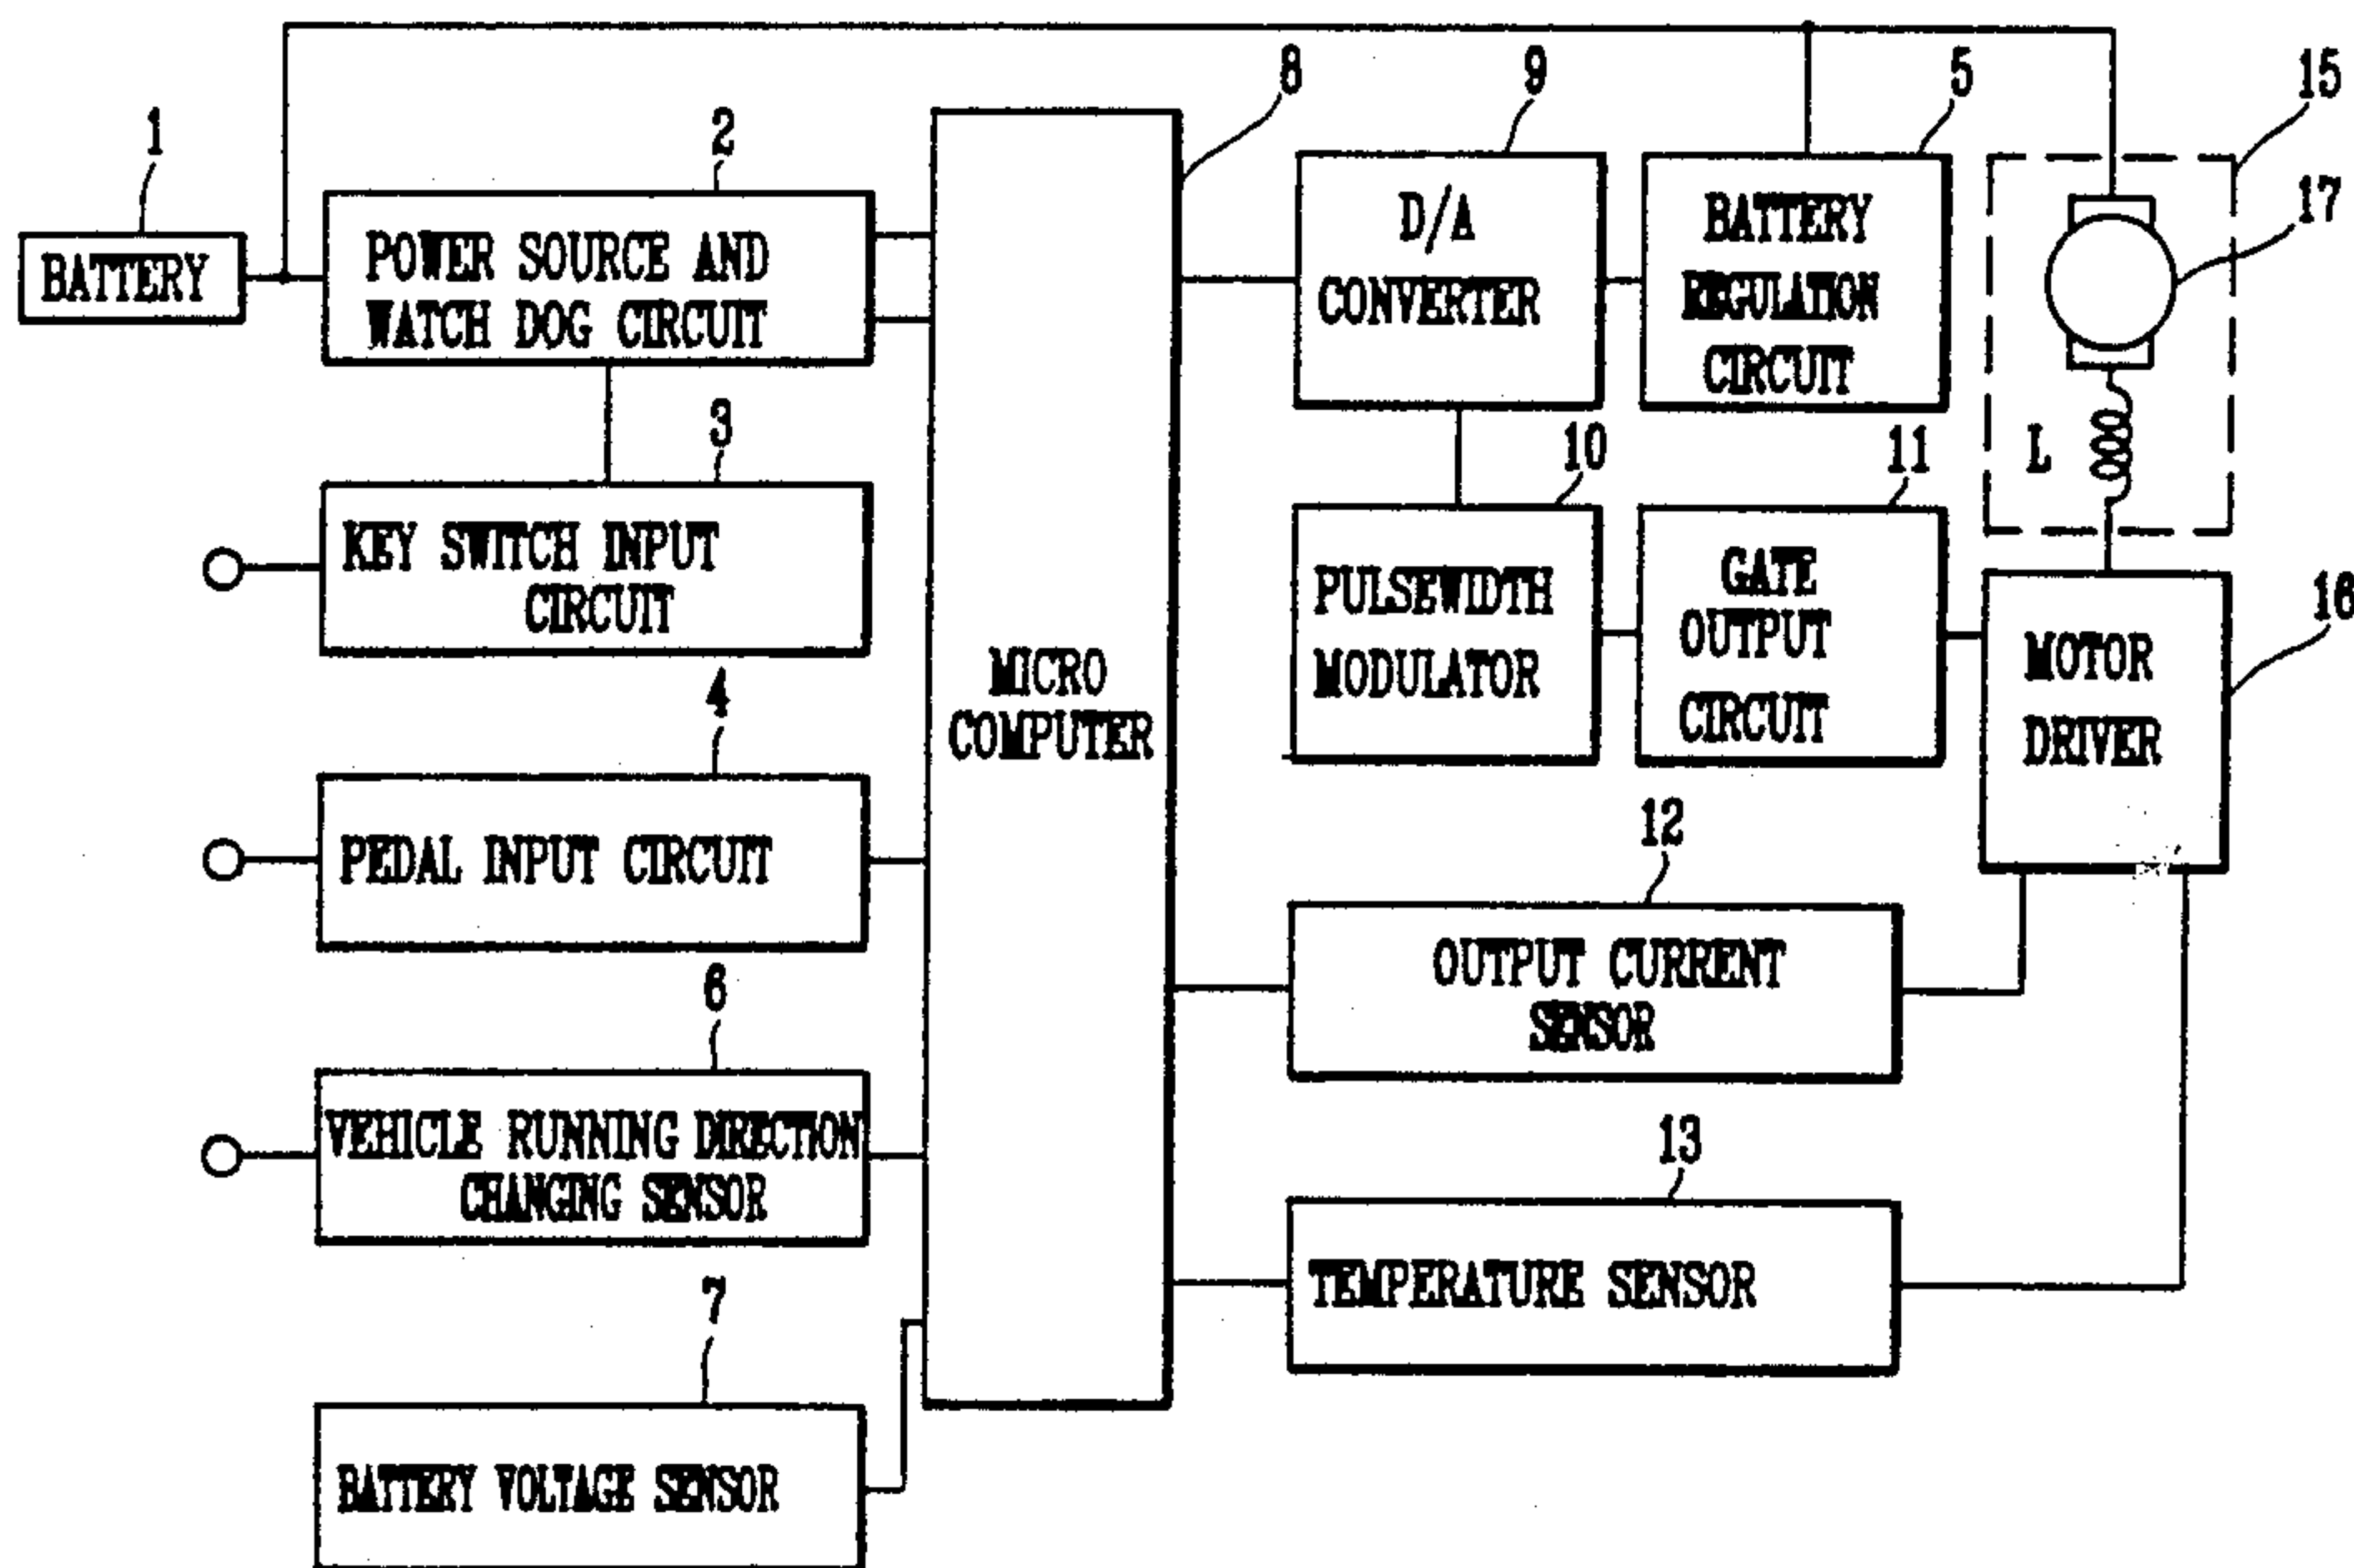 1
BATTERY
2
POWER SOURCE AND
WATCH DOG CIRCUIT
3
KEY SWITCH INPUT
CIRCUIT
4
PEDAL INPUT CIRCUIT
6
VEHICLE RUNNING DIRECTION
CHANGING SENSOR
7
BATTERY VOLTAGE SENSOR
8
MICRO
COMPUTER
9
D/A
CONVERTER
5
BATTERY
REGULATION
CIRCUIT
15
17
L
10
PULSEWIDTH
MODULATOR
11
GATE
OUTPUT
CIRCUIT
16
MOTOR
DRIVER
12
OUTPUT CURRENT
SENSOR
13
TEMPERATURE SENSOR